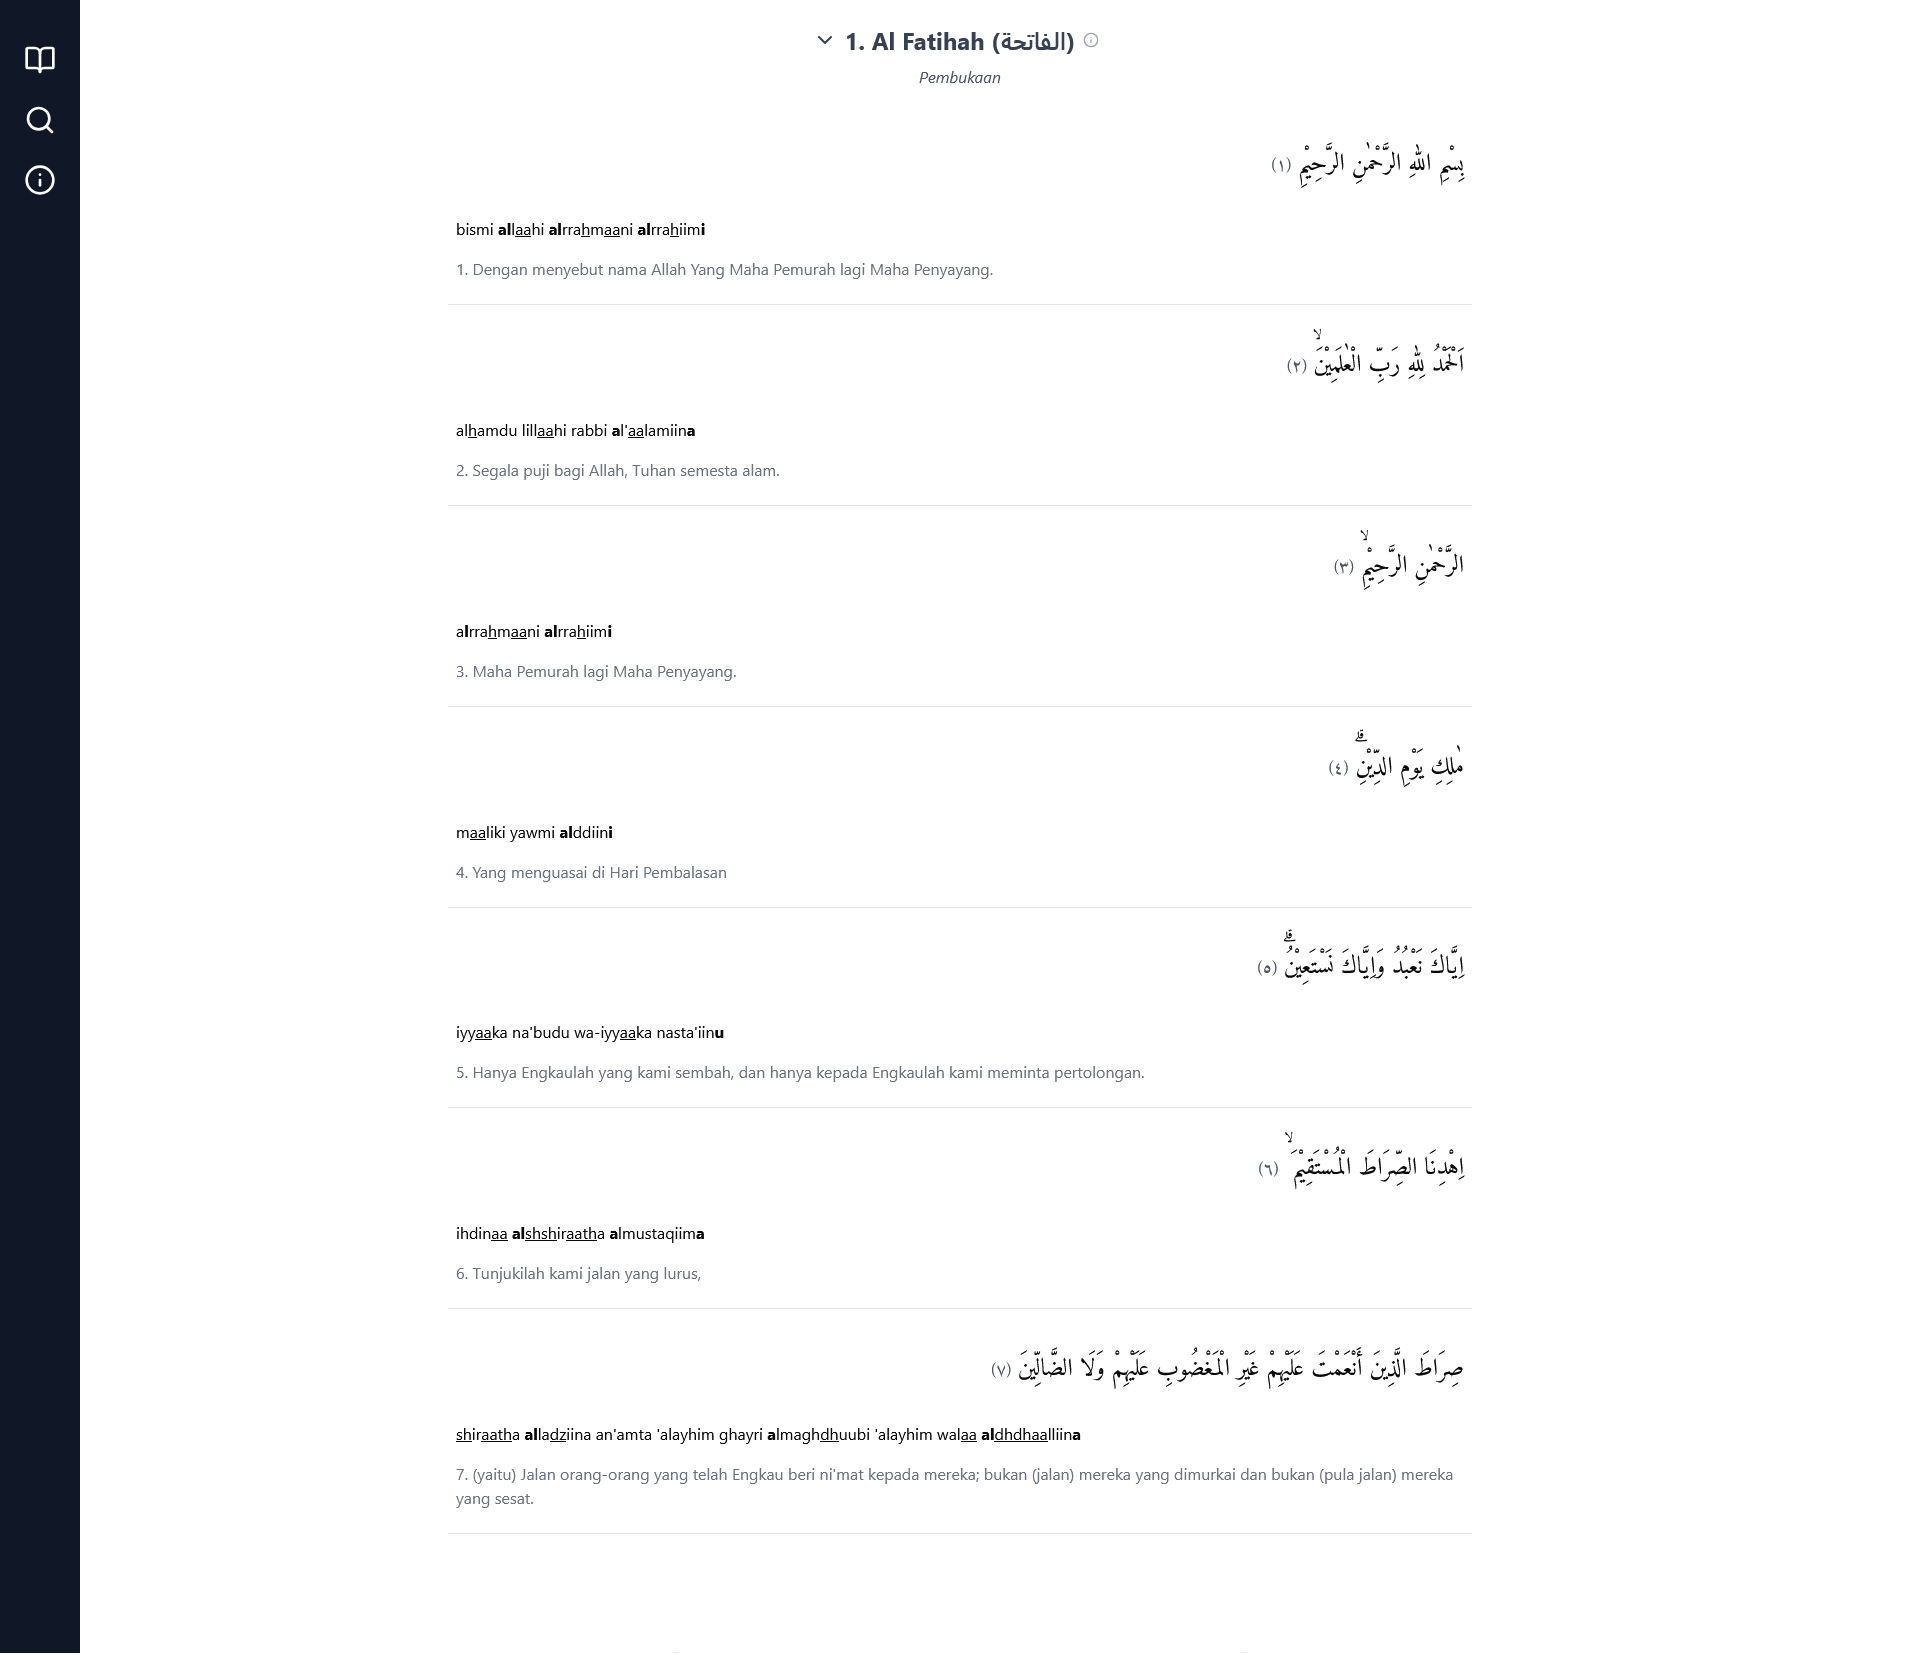 1. Al Fatihah (الفاتحة)
Pembukaan
بِسْمِ اللّٰهِ الرَّحْمٰنِ الرَّحِيْمِ (١)
bismi allaahi alrrahmaani alrrahiimi
1. Dengan menyebut nama Allah Yang Maha Pemurah lagi Maha Penyayang.
اَلْحَمْدُ لِلّٰهِ رَبِّ الْعٰلَمِيْنَۙ (٢)
alhamdu lillaahi rabbi al'aalamiina
2. Segala puji bagi Allah, Tuhan semesta alam.
الرَّحْمٰنِ الرَّحِيْمِۙ (٣)
alrrahmaani alrrahiimi
3. Maha Pemurah lagi Maha Penyayang.
مٰلِكِ يَوْمِ الدِّيْنِۗ (٤)
maaliki yawmi alddiini
4. Yang menguasai di Hari Pembalasan
اِيَّاكَ نَعْبُدُ وَاِيَّاكَ نَسْتَعِيْنُۗ (٥)
iyyaaka na'budu wa-iyyaaka nasta'iinu
5. Hanya Engkaulah yang kami sembah, dan hanya kepada Engkaulah kami meminta pertolongan.
اِهْدِنَا الصِّرَاطَ الْمُسْتَقِيْمَۙ (٦)
ihdinaa alshshiraatha almustaqiima
6. Tunjukilah kami jalan yang lurus,
صِرَاطَ الَّذِينَ أَنْعَمْتَ عَلَيْهِمْ غَيْرِ الْمَغْضُوبِ عَلَيْهِمْ وَلَا الضَّالِّينَ (٧)
shiraatha alladziina an'amta 'alayhim ghayri almaghdhuubi 'alayhim walaa aldhdhaalliina
7. (yaitu) Jalan orang-orang yang telah Engkau beri ni'mat kepada mereka; bukan (jalan) mereka yang dimurkai dan bukan (pula jalan) mereka
yang sesat.